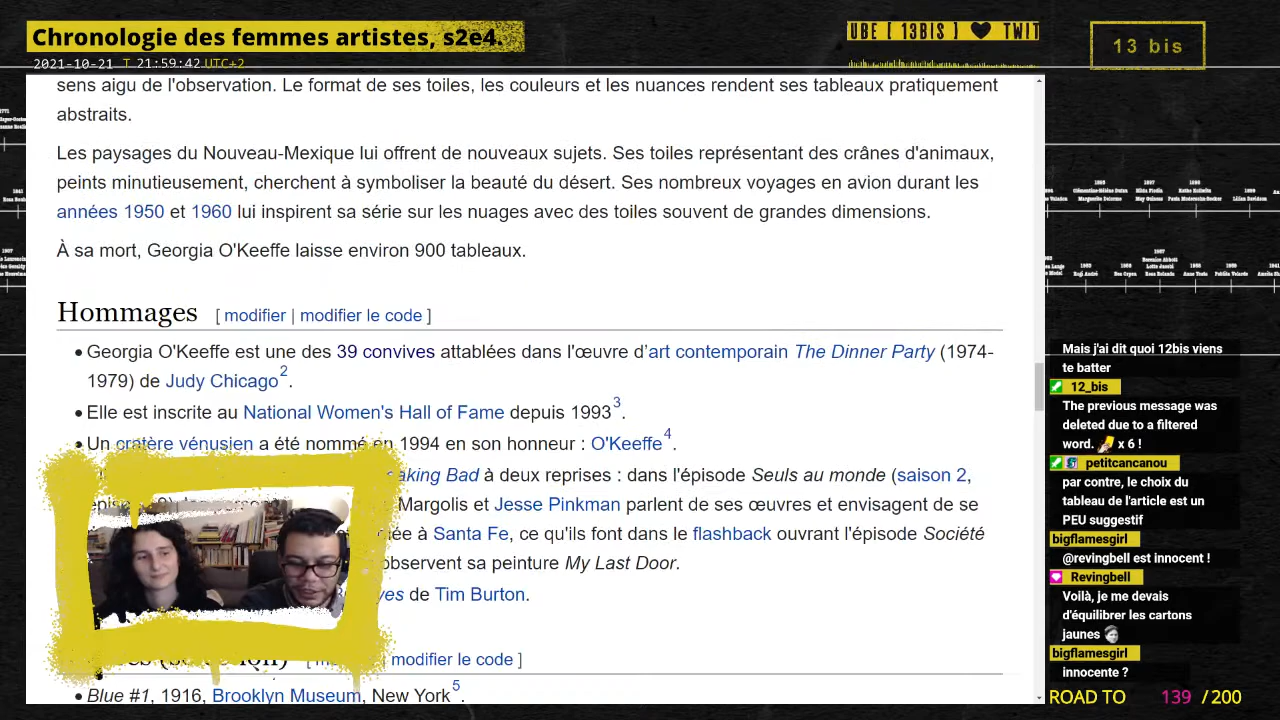 Chronologie des femmes artistes, s2e4.
2021-10-21 T 21:59:42 UTC+2
UBE [ 13BIS ] ♥ TWIT
13 bis
sens aigu de l'observation. Le format de ses toiles, les couleurs et les nuances rendent ses tableaux pratiquement
abstraits.
Les paysages du Nouveau-Mexique lui offrent de nouveaux sujets. Ses toiles représentant des crânes d'animaux,
peints minutieusement, cherchent à symboliser la beauté du désert. Ses nombreux voyages en avion durant les
années 1950 et 1960 lui inspirent sa série sur les nuages avec des toiles souvent de grandes dimensions.
À sa mort, Georgia O'Keeffe laisse environ 900 tableaux.
Hommages [ modifier | modifier le code ]
• Georgia O'Keeffe est une des 39 convives attablées dans l'œuvre d'art contemporain The Dinner Party (1974-
1979) de Judy Chicago2.
• Elle est inscrite au National Women's Hall of Fame depuis 19933.
• Un cratère vénusien a été nommé en 1994 en son honneur : O'Keeffe4.
aking Bad à deux reprises : dans l'épisode Seuls au monde (saison 2,
Margolis et Jesse Pinkman parlent de ses œuvres et envisagent de se
à Santa Fe, ce qu'ils font dans le flashback ouvrant l'épisode Société
observent sa peinture My Last Door.
yes de Tim Burton.
modifier le code ]
• Blue #1, 1916, Brooklyn Museum, New York5.
Mais j'ai dit quoi 12bis viens
te batter
12_bis
The previous message was
deleted due to a filtered
word. x 6 !
petitcancanou
par contre, le choix du
tableau de l'article est un
PEU suggestif
bigflamesgirl
@revingbell est innocent !
Revingbell
Voilà, je me devais
d'équilibrer les cartons
jaunes
bigflamesgirl
innocente ?
ROAD TO 139 / 200